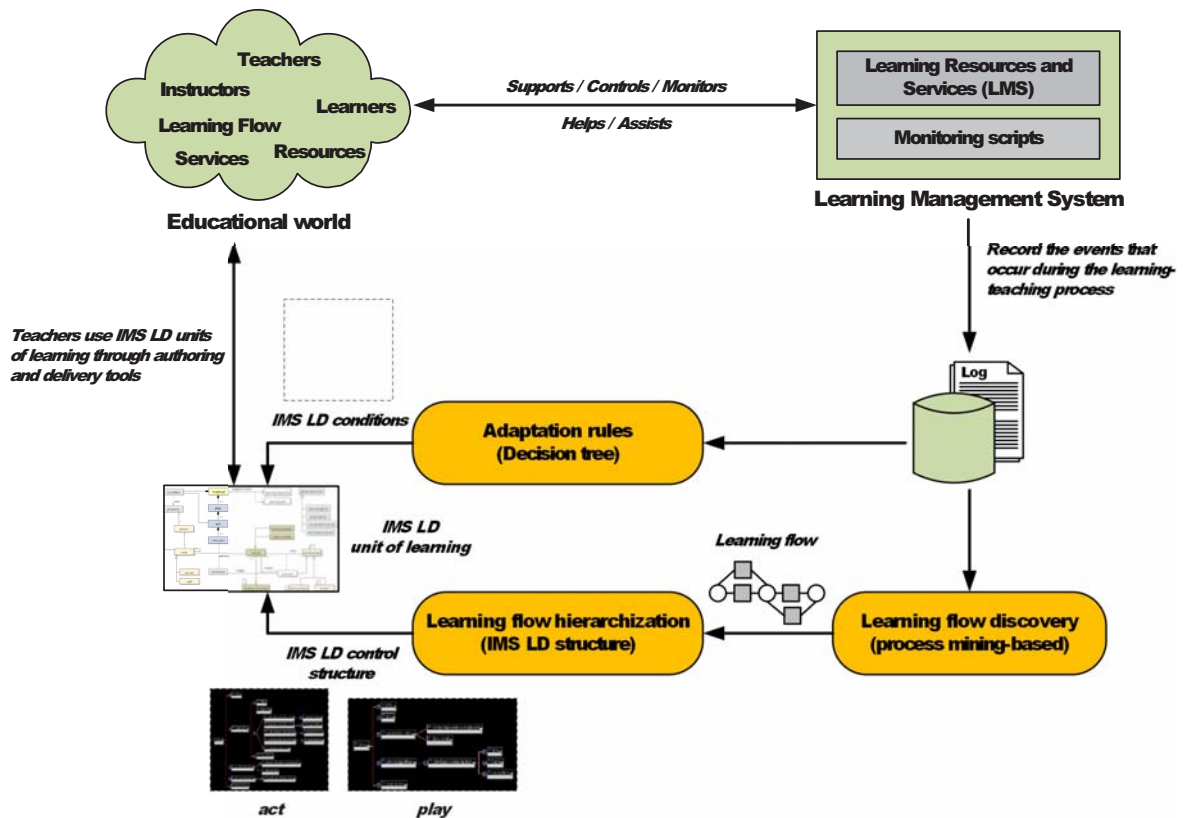 Teachers
Instructors
Learners
Learning Flow
Services
Resources
Educational world
Supports / Controls / Monitors
Helps / Assists
Learning Resources and
Services (LMS)
Monitoring scripts
Learning Management System
Record the events that
occur during the learning-
teaching process
Teachers use IMS LD units
of learning through authoring
and delivery tools
Log
IMS LD conditions
Adaptation rules
(Decision tree)
IMS LD
unit of learning
Learning flow
Learning flow hierarchization
(IMS LD structure)
Learning flow discovery
(process mining-based)
IMS LD control
structure
act
play